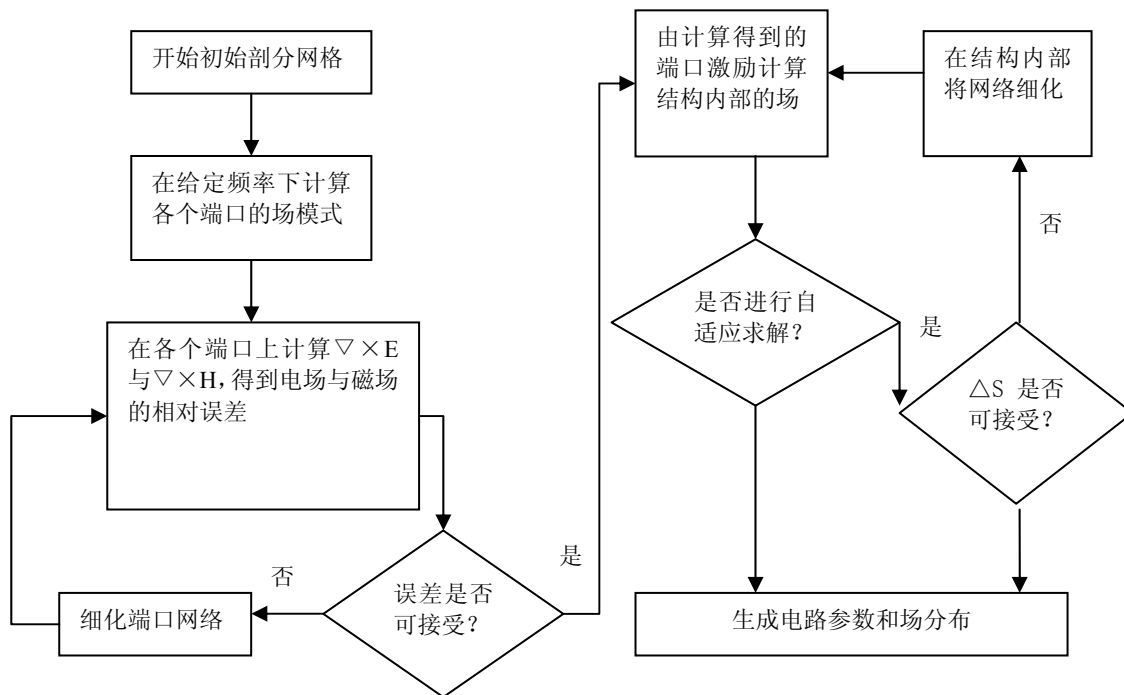 开始初始剖分网格
在给定频率下计算
各个端口的场模式
在各个端口上计算▽×E
与▽×H,得到电场与磁场
的相对误差
误差是否
可接受?
否
是
细化端口网络
由计算得到的
端口激励计算
结构内部的场
在结构内部
将网络细化
否
是否进行自
适应求解?
是
△S 是否
可接受?
生成电路参数和场分布